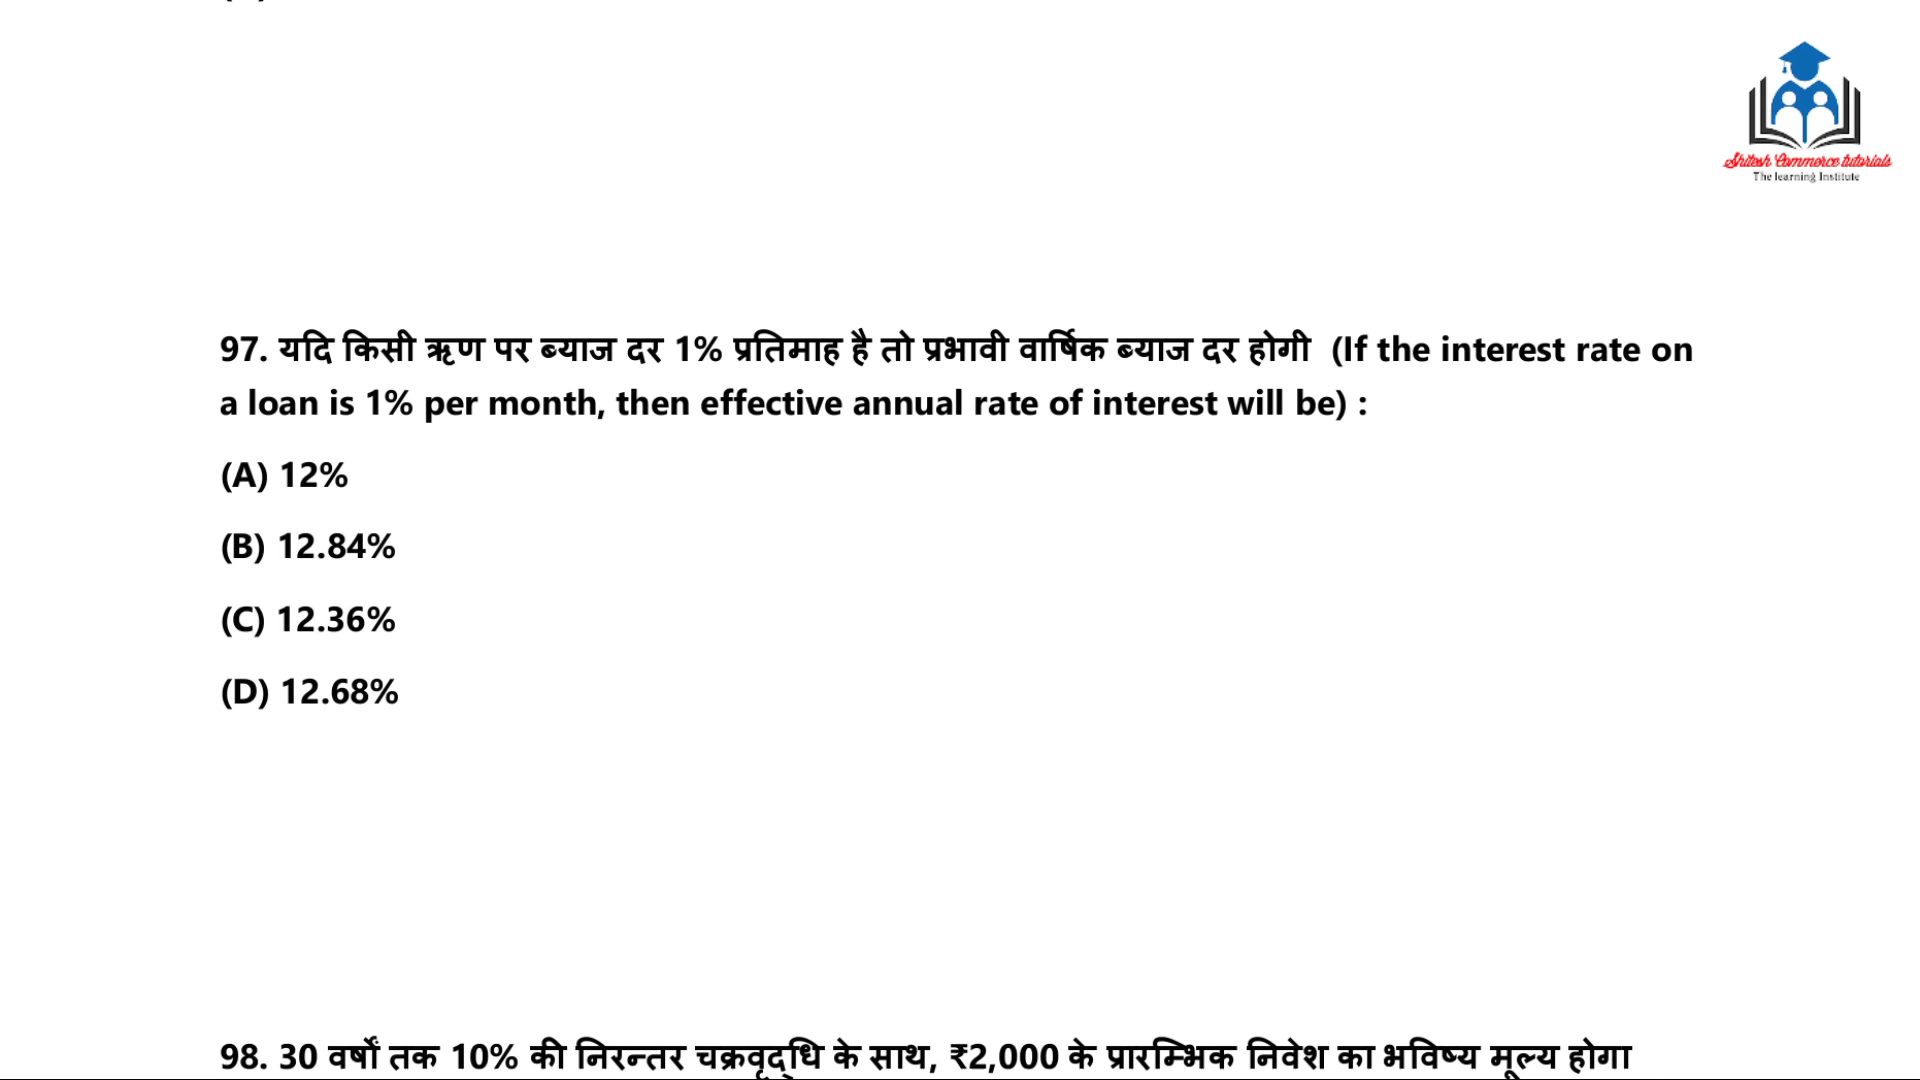 Shitesh Commerce tutorials
The learning Institute
97. यदि किसी ऋण पर ब्याज दर 1% प्रतिमाह है तो प्रभावी वार्षिक ब्याज दर होगी (If the interest rate on
a loan is 1% per month, then effective annual rate of interest will be) :
(A) 12%
(B) 12.84%
(C) 12.36%
(D) 12.68%
98. 30 वर्षों तक 10% की निरन्तर चक्रवृद्धि के साथ, ₹2,000 के प्रारम्भिक निवेश का भविष्य मूल्य होगा